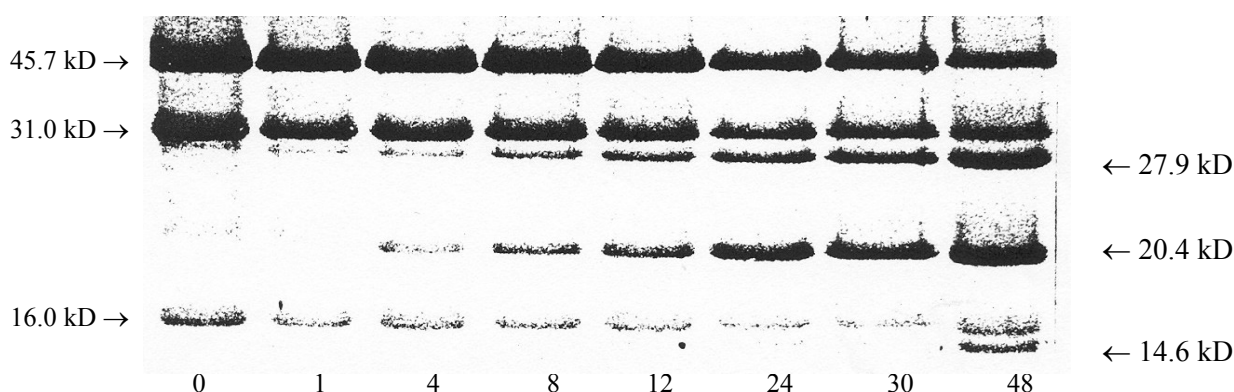 45.7 kD →
31.0 kD →
← 27.9 kD
← 20.4 kD
16.0 kD →
← 14.6 kD
0 1 4 8 12 24 30 48